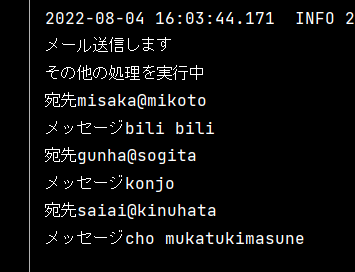 2022-08-04 16:03:44.171  INFO 2
メール送信します
その他の処理を実行中
宛先misaka@mikoto
メッセージbili bili
宛先gunha@sogita
メッセージkonjo
宛先saiai@kinuhata
メッセージcho mukatukimasune